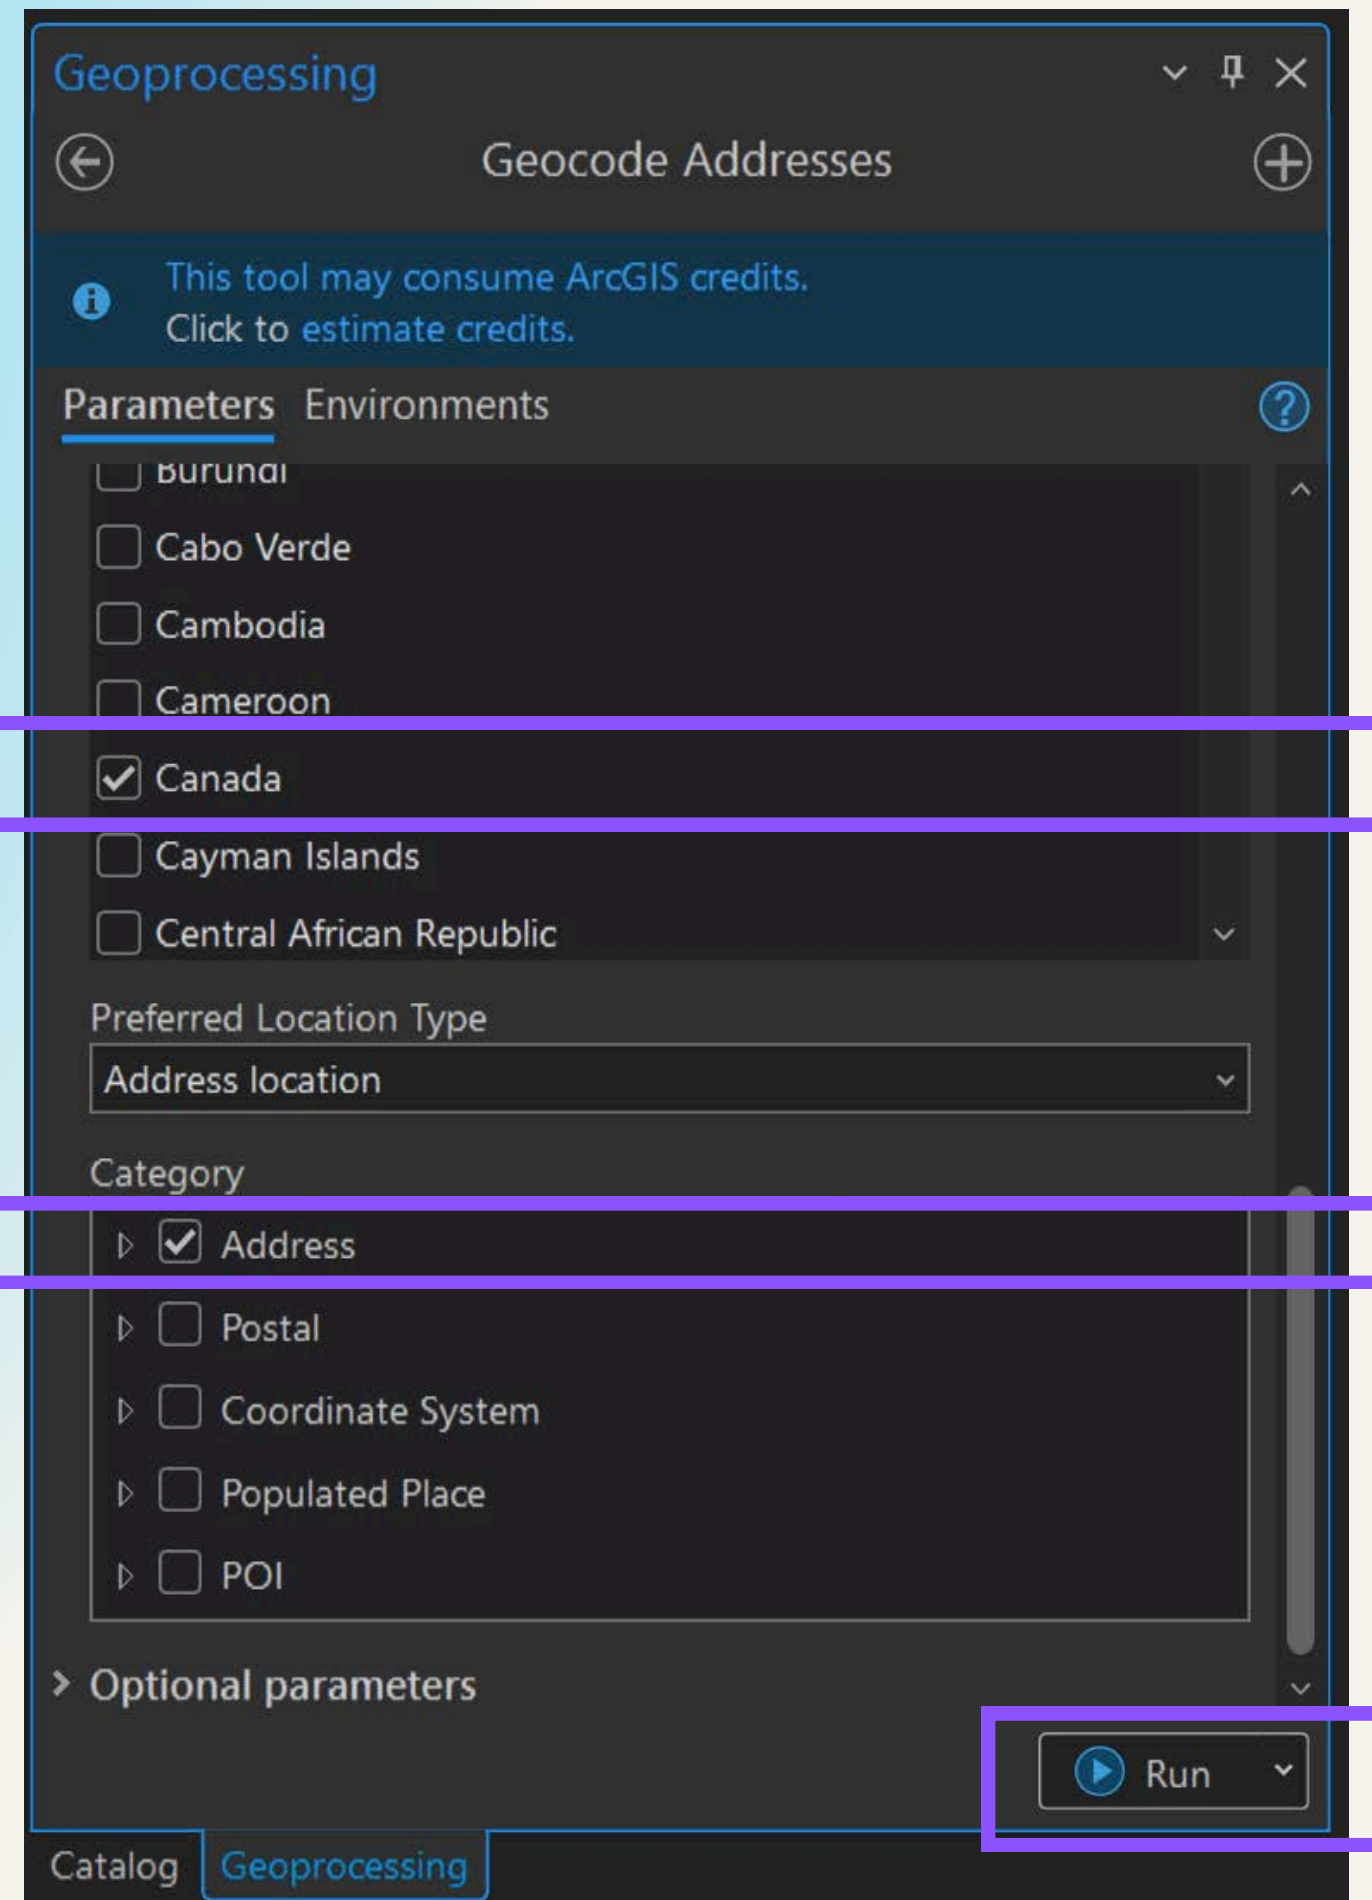 Geoprocessing
Geocode Addresses
This tool may consume ArcGIS credits.
Click to estimate credits.
Parameters Environments
Burundi
Cabo Verde
Cambodia
Cameroon
Canada
Cayman Islands
Central African Republic
Preferred Location Type
Address location
Category
Address
Postal
Coordinate System
Populated Place
POI
Optional parameters
Run
Catalog Geoprocessing